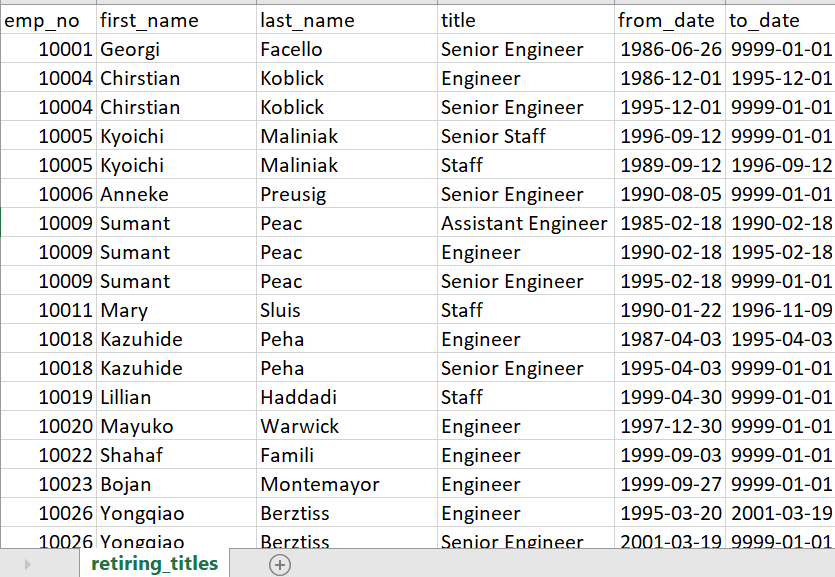 emp_no first_name last_name title from_date to_date
10001 Georgi Facello Senior Engineer 1986-06-26 9999-01-01
10004 Chirstian Koblick Engineer 1986-12-01 1995-12-01
10004 Chirstian Koblick Senior Engineer 1995-12-01 9999-01-01
10005 Kyoichi Maliniak Senior Staff 1996-09-12 9999-01-01
10005 Kyoichi Maliniak Staff 1989-09-12 1996-09-12
10006 Anneke Preusig Senior Engineer 1990-08-05 9999-01-01
10009 Sumant Peac Assistant Engineer 1985-02-18 1990-02-18
10009 Sumant Peac Engineer 1990-02-18 1995-02-18
10009 Sumant Peac Senior Engineer 1995-02-18 9999-01-01
10011 Mary Sluis Staff 1990-01-22 1996-11-09
10018 Kazuhide Peha Engineer 1987-04-03 1995-04-03
10018 Kazuhide Peha Senior Engineer 1995-04-03 9999-01-01
10019 Lillian Haddadi Staff 1999-04-30 9999-01-01
10020 Mayuko Warwick Engineer 1997-12-30 9999-01-01
10022 Shahaf Famili Engineer 1999-09-03 9999-01-01
10023 Bojan Montemayor Engineer 1999-09-27 9999-01-01
10026 Yongqiao Berztiss Engineer 1995-03-20 2001-03-19
10026 Yongqiao Berztiss Senior Engineer 2001-03-19 9999-01-01
retiring_titles